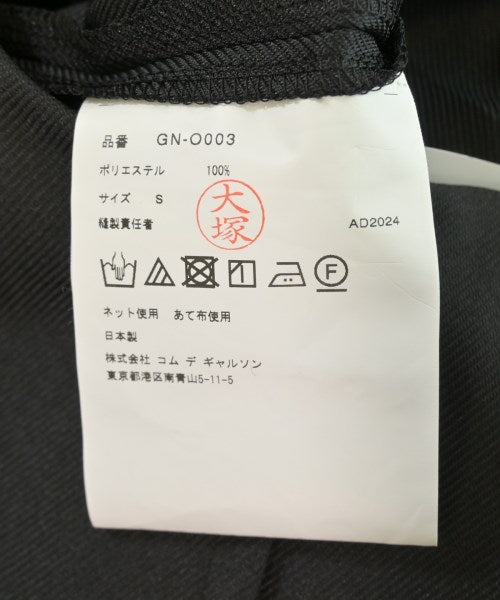 品番 GN-O003
ポリエステル 100%
サイズ S
縫製責任者 大塚 AD2024
F
ネット使用 あて布使用
日本製
株式会社 コム デ ギャルソン
東京都港区南青山5-11-5